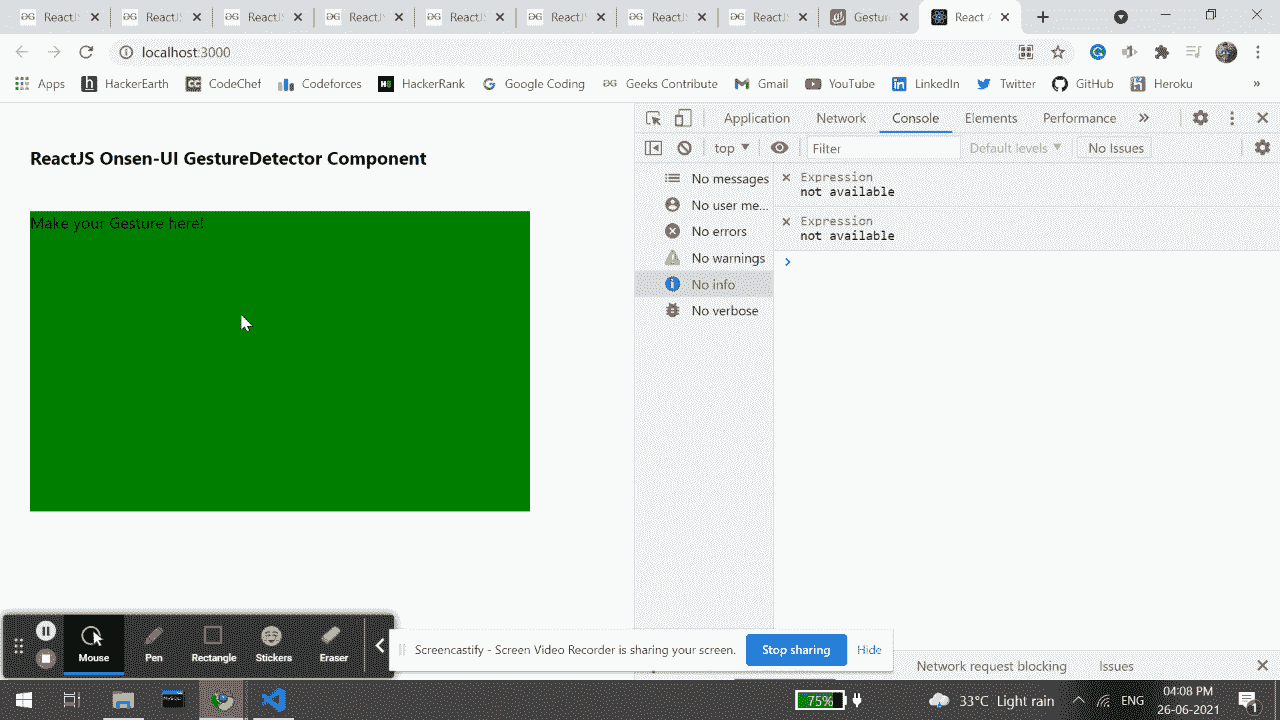 ReactJ
ReactJ
ReactJ
ReactJ
ReactJ
ReactJ
ReactJ
ReactJ
Gestur
React A
localhost:3000
Apps
HackerEarth
CodeChef
Codeforces
HackerRank
Google Coding
Geeks Contribute
Gmail
YouTube
LinkedIn
Twitter
GitHub
Heroku
»
ReactJS Onsen-UI GestureDetector Component
Make your Gesture here!
Application
Network
Console
Elements
Performance
»
top
Filter
Default levels
No Issues
No messages
No user me...
No errors
No warnings
No info
No verbose
Expression
not available
Expression
not available
Mouse
Pen
Rectangle
Stickers
Eraser
Screencastify - Screen Video Recorder is sharing your screen.
Stop sharing
Hide
Network request blocking
Issues
75%
33°C Light rain
ENG
04:08 PM
26-06-2021